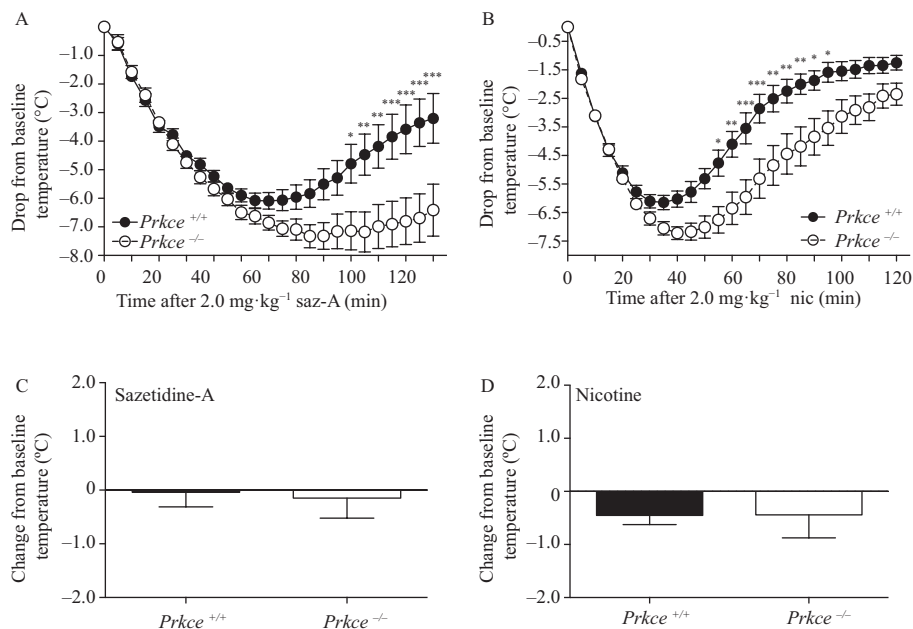 A
Drop from baseline
temperature (°C)
0
–1.0
–2.0
–3.0
–4.0
–5.0
–6.0
–7.0
–8.0
* ** ** *** *** *** ***
Prkce +/+
Prkce –/–
0 20 40 60 80 100 120
Time after 2.0 mg·kg–1 saz-A (min)
B
Drop from baseline
temperature (°C)
–0.5
–1.5
–2.5
–3.5
–4.5
–5.5
–6.5
–7.5
* ** *** *** ** ** ** * *
Prkce +/+
Prkce –/–
0 20 40 60 80 100 120
Time after 2.0 mg·kg–1 nic (min)
C
Change from baseline
temperature (°C)
2.0
1.0
0
–1.0
–2.0
Sazetidine-A
Prkce +/+ Prkce –/–
D
Change from baseline
temperature (°C)
2.0
1.0
0
–1.0
–2.0
Nicotine
Prkce +/+ Prkce –/–